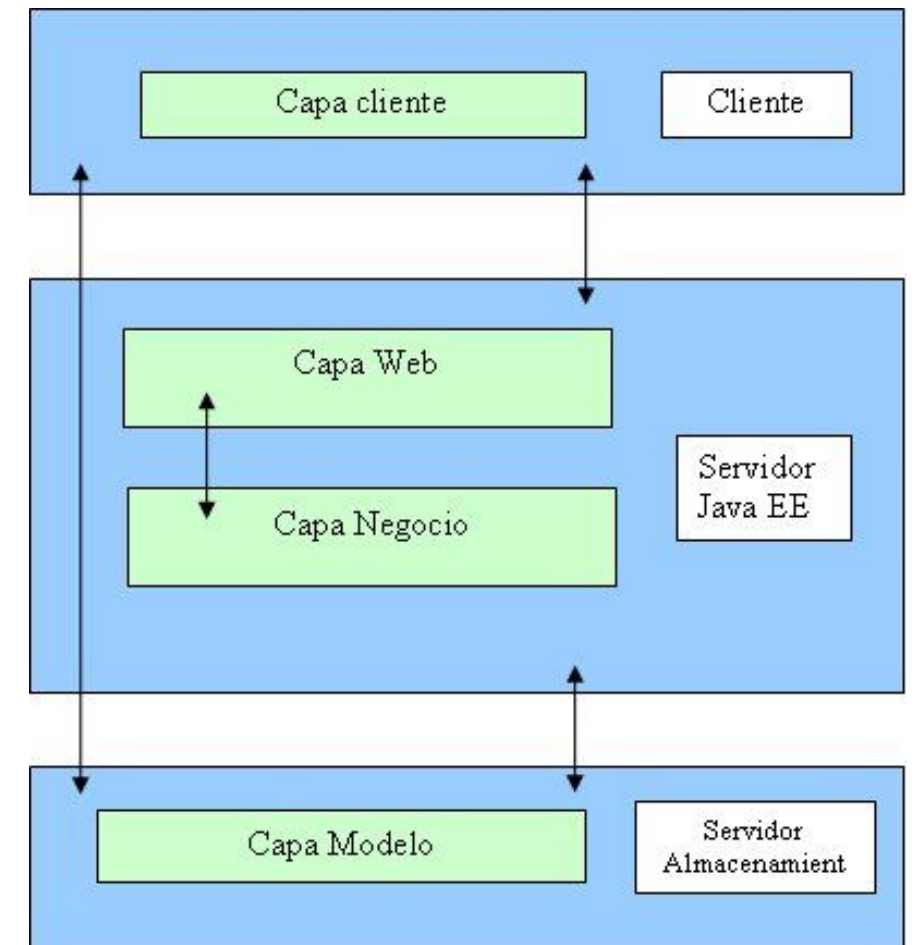 Capa cliente
Cliente
Capa Web
Capa Negocio
Servidor
Java EE
Capa Modelo
Servidor
Almacenamient